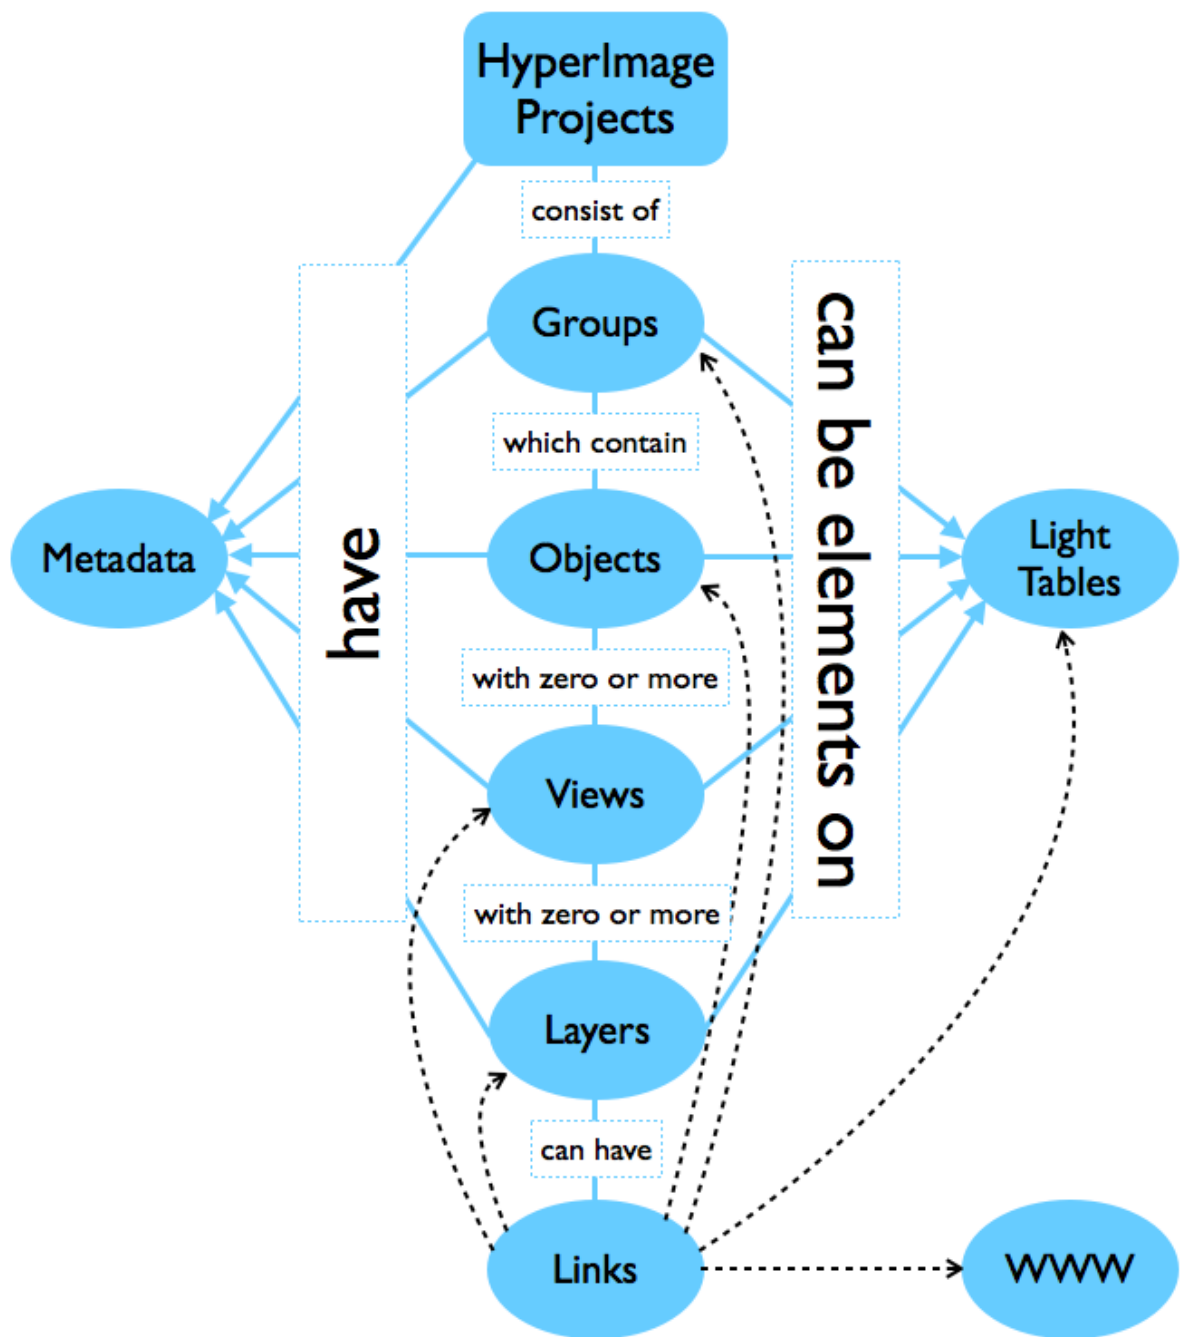 HyperImage
Projects
consist of
Groups
which contain
have
can be elements on
Metadata
Objects
Light
Tables
with zero or more
Views
with zero or more
Layers
can have
Links
WWW